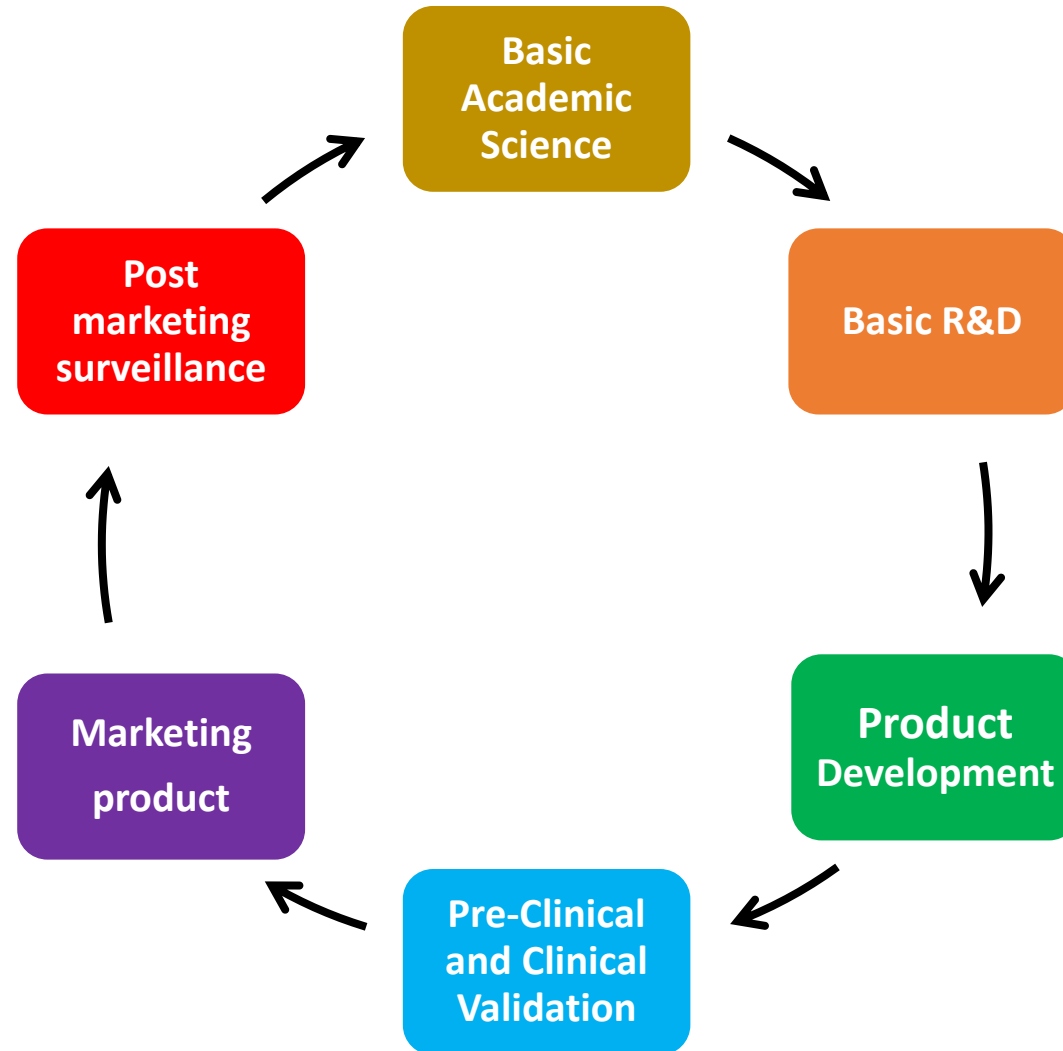 Basic
Academic
Science
Basic R&D
Product
Development
Pre-Clinical
and Clinical
Validation
Marketing
product
Post
marketing
surveillance